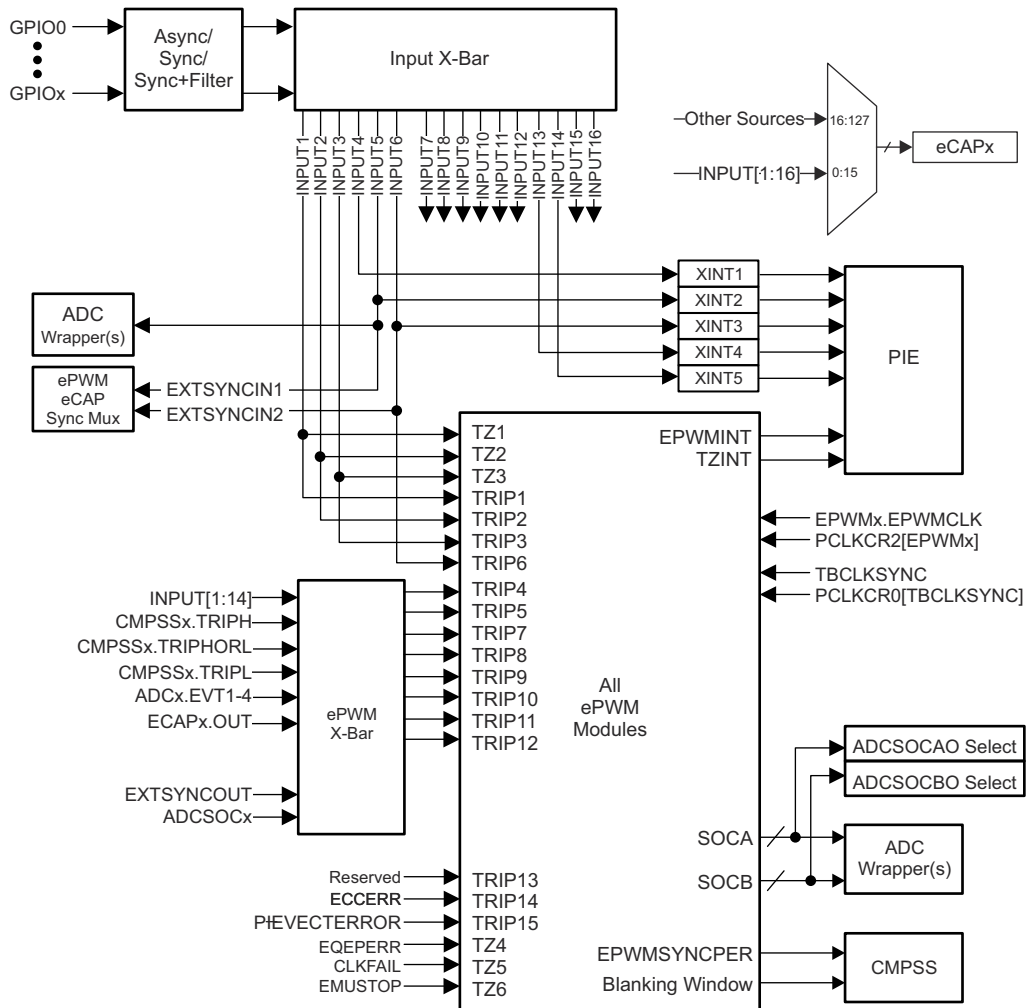 GPIO0
GPIOx
Async/
Sync/
Sync+Filter
Input X-Bar
INPUT1
INPUT2
INPUT3
INPUT4
INPUT5
INPUT6
INPUT7
INPUT8
INPUT9
INPUT10
INPUT11
INPUT12
INPUT13
INPUT14
INPUT15
INPUT16
Other Sources
INPUT[1:16]
16:127
0:15
eCAPx
XINT1
XINT2
XINT3
XINT4
XINT5
PIE
ADC
Wrapper(s)
ePWM
eCAP
Sync Mux
EXTSYNCIN1
EXTSYNCIN2
TZ1
TZ2
TZ3
TRIP1
TRIP2
TRIP3
TRIP6
TRIP4
TRIP5
TRIP7
TRIP8
TRIP9
TRIP10
TRIP11
TRIP12
EPWMINT
TZINT
EPWMx.EPWMCLK
PCLKCR2[EPWMx]
TBCLKSYNC
PCLKCR0[TBCLKSYNC]
INPUT[1:14]
CMPSSx.TRIPH
CMPSSx.TRIPHORL
CMPSSx.TRIPL
ADCx.EVT1-4
ECAPx.OUT
EXTSYNCOUT
ADCSOCx
ePWM
X-Bar
All
ePWM
Modules
ADCSOCAO Select
ADCSOCBO Select
SOCA
SOCB
ADC
Wrapper(s)
Reserved
ECCERR
PIEVECTERROR
EQEPERR
CLKFAIL
EMUSTOP
TRIP13
TRIP14
TRIP15
TZ4
TZ5
TZ6
EPWMSYNCPER
Blanking Window
CMPSS